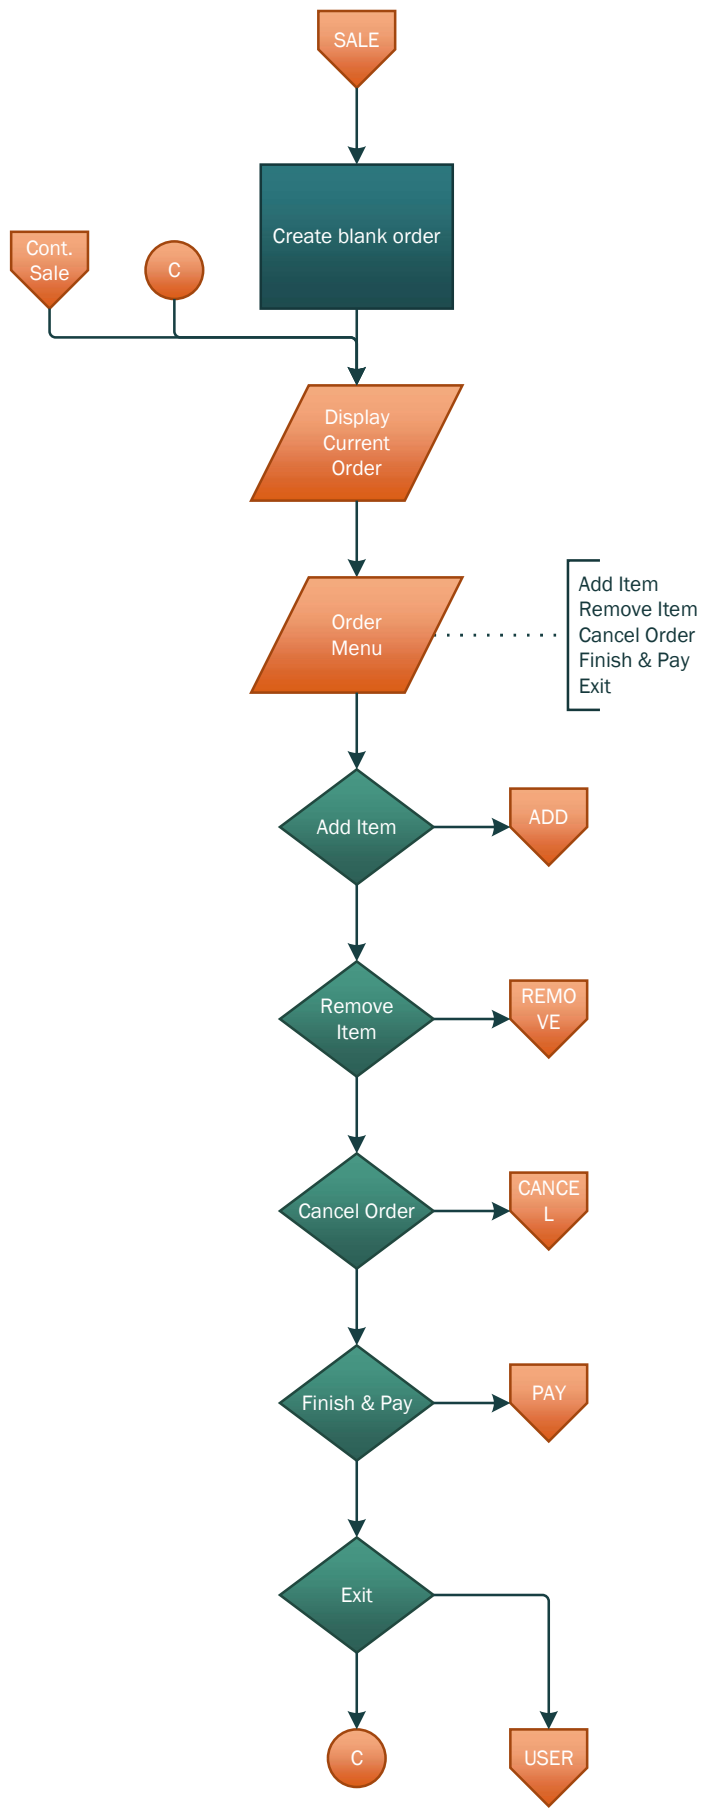 SALE
Create blank order
Cont.
Sale
C
Display
Current
Order
Order
Menu
Add Item
Remove Item
Cancel Order
Finish & Pay
Exit
Add Item
ADD
Remove
Item
REMO
VE
Cancel Order
CANCE
L
Finish & Pay
PAY
Exit
C
USER